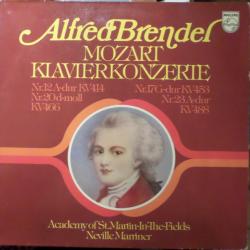 PHILIPS
Alfred Brendel
MOZART
KLAVIERKONZERTE
Nr.12 A-dur KV 414
Nr.20 d-moll
KV 466
Nr.17 G-dur KV 453
Nr.23 A-dur
KV 488
Academy of St. Martin-In-The-Fields
Neville Marriner